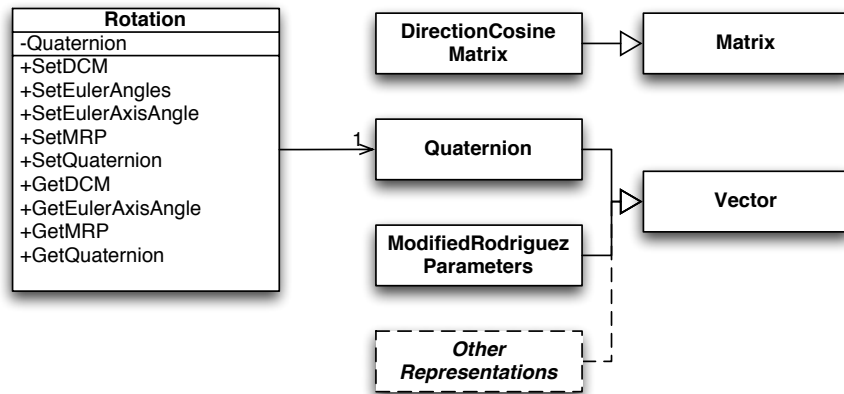 Rotation
-Quaternion
+SetDCM
+SetEulerAngles
+SetEulerAxisAngle
+SetMRP
+SetQuaternion
+GetDCM
+GetEulerAxisAngle
+GetMRP
+GetQuaternion
1
DirectionCosine
Matrix
Matrix
Quaternion
Vector
ModifiedRodriguez
Parameters
Other
Representations